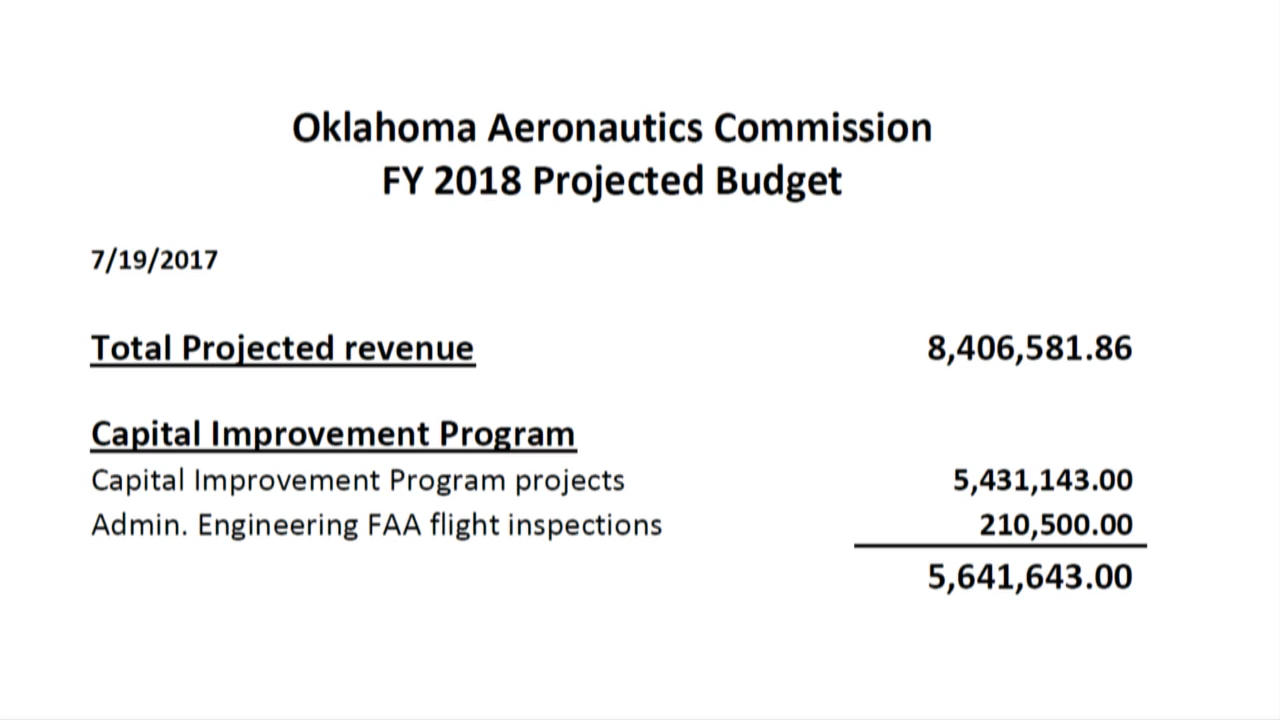 Oklahoma Aeronautics Commission
FY 2018 Projected Budget
7/19/2017
Total Projected revenue 8,406,581.86
Capital Improvement Program
Capital Improvement Program projects 5,431,143.00
Admin. Engineering FAA flight inspections 210,500.00
5,641,643.00